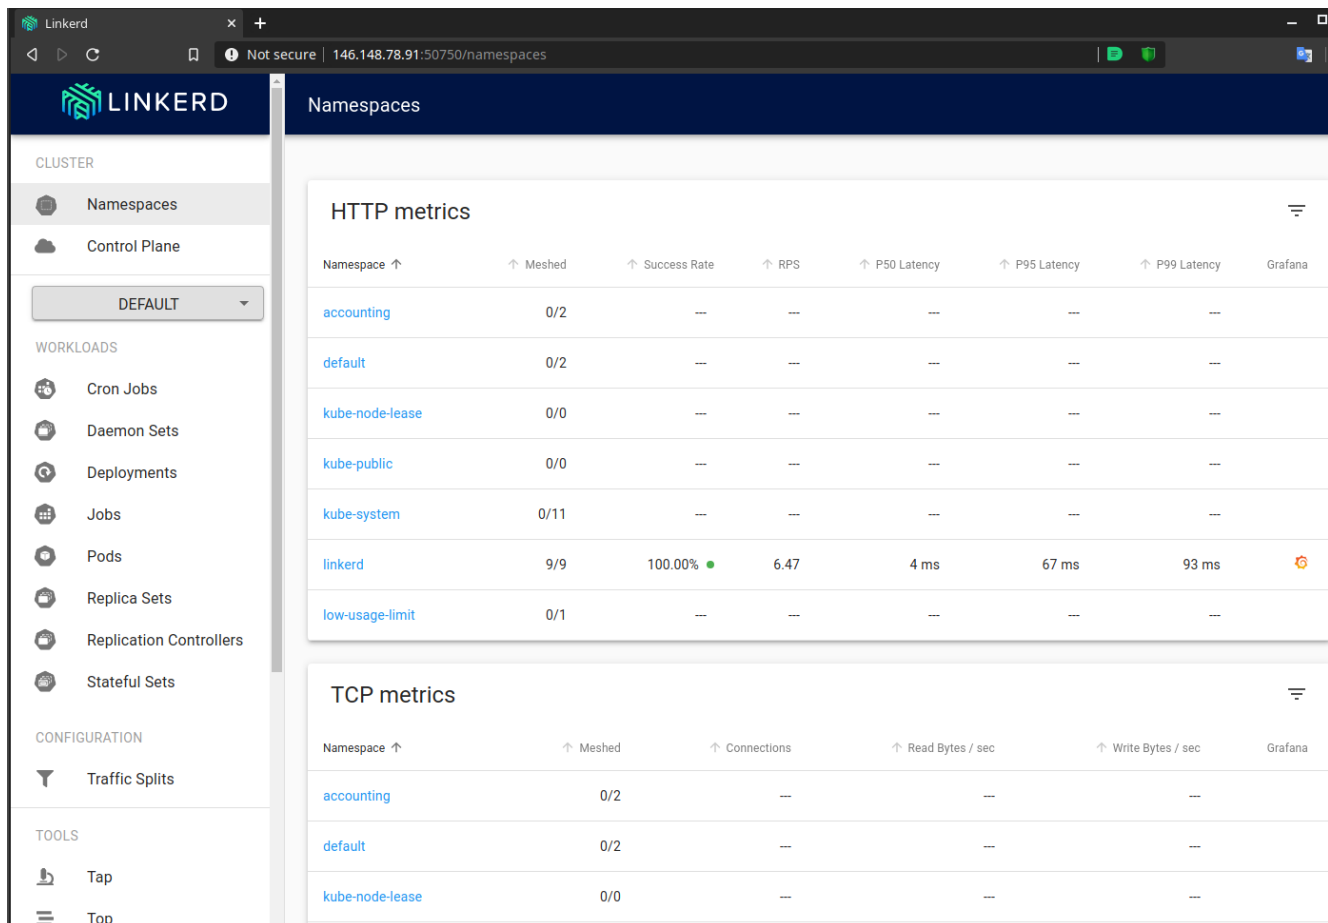 Linkerd
Not secure 146.148.78.91:50750/namespaces
LINKERD
Namespaces
CLUSTER
Namespaces
Control Plane
DEFAULT
WORKLOADS
Cron Jobs
Daemon Sets
Deployments
Jobs
Pods
Replica Sets
Replication Controllers
Stateful Sets
CONFIGURATION
Traffic Splits
TOOLS
Tap
Top
HTTP metrics
Namespace Meshed Success Rate RPS P50 Latency P95 Latency P99 Latency Grafana
accounting 0/2 --- --- --- --- ---
default 0/2 --- --- --- --- ---
kube-node-lease 0/0 --- --- --- --- ---
kube-public 0/0 --- --- --- --- ---
kube-system 0/11 --- --- --- --- ---
linkerd 9/9 100.00% 6.47 4 ms 67 ms 93 ms
low-usage-limit 0/1 --- --- --- --- ---
TCP metrics
Namespace Meshed Connections Read Bytes / sec Write Bytes / sec Grafana
accounting 0/2 --- --- ---
default 0/2 --- --- ---
kube-node-lease 0/0 --- --- ---